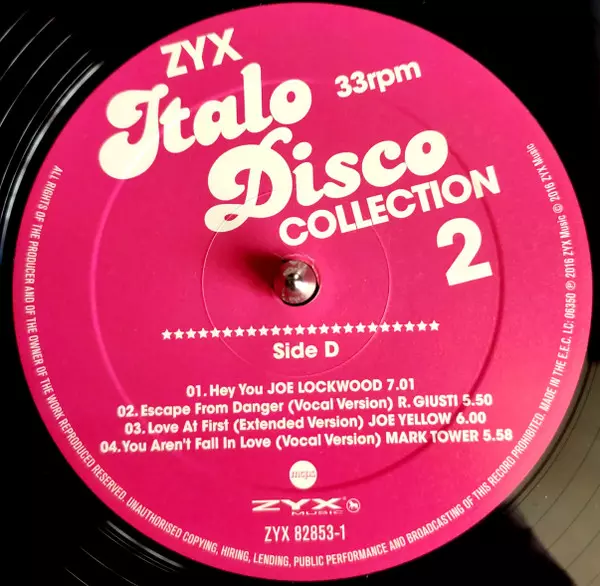 ZYX
Italo
33rpm
Disco
COLLECTION
2
************************
Side D
01. Hey You JOE LOCKWOOD 7.01
02. Escape From Danger (Vocal Version) R. GIUSTI 5.50
03. Love At First (Extended Version) JOE YELLOW 6.00
04. You Aren't Fall In Love (Vocal Version) MARK TOWER 5.58
mcps
ZYX
MUSIC
ZYX 82853-1
ALL RIGHTS OF THE PRODUCER AND OF THE OWNER OF THE WORK REPRODUCED RESERVED. UNAUTHORISED COPYING, HIRING, LENDING, PUBLIC PERFORMANCE AND BROADCASTING OF THIS RECORD PROHIBITED. MADE IN THE E.E.C. LC: 06350 ℗ 2016 ZYX Music © 2016 ZYX Music